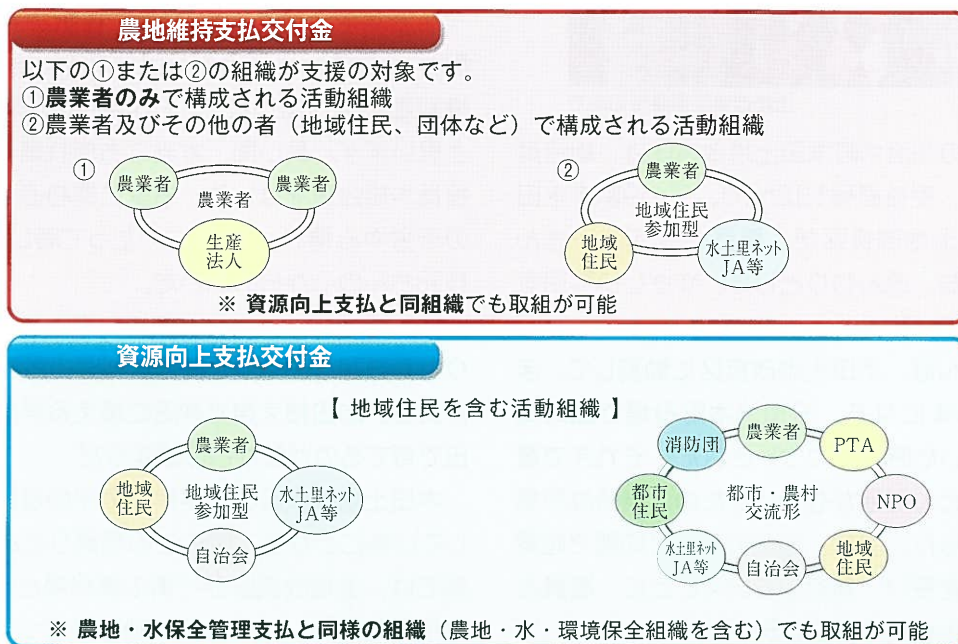 農地維持支払交付金
以下の①または②の組織が支援の対象です。
①農業者のみで構成される活動組織
②農業者及びその他の者（地域住民、団体など）で構成される活動組織
①
農業者
農業者
農業者
生産
法人
②
農業者
地域住民
参加型
地域
住民
水土里ネット
JA等
※ 資源向上支払と同組織でも取組が可能
資源向上支払交付金
【 地域住民を含む活動組織 】
農業者
地域
住民
地域住民
参加型
水土里ネット
JA等
自治会
消防団
農業者
PTA
都市
住民
都市・農村
交流形
NPO
水土里ネット
JA等
自治会
地域
住民
※ 農地・水保全管理支払と同様の組織（農地・水・環境保全組織を含む）でも取組が可能